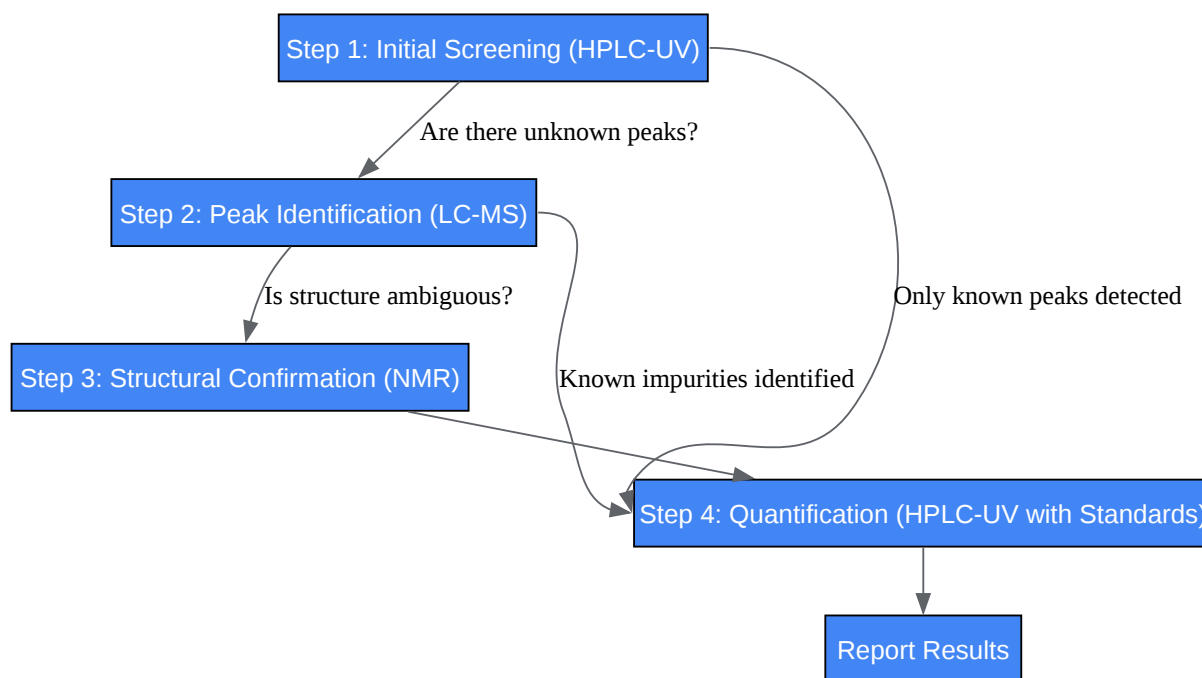 Step 1: Initial Screening (HPLC-UV)
Are there unknown peaks?
Step 2: Peak Identification (LC-MS)
Is structure ambiguous?
Only known peaks detected
Step 3: Structural Confirmation (NMR)
Known impurities identified
Step 4: Quantification (HPLC-UV with Standards)
Report Results